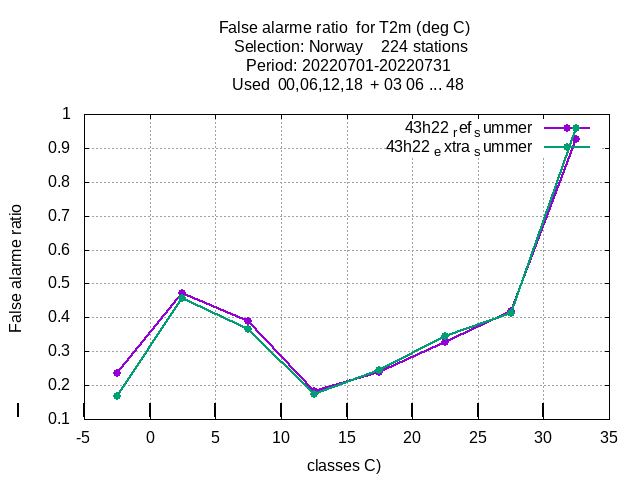 False alarme ratio for T2m (deg C)
Selection: Norway 224 stations
Period: 20220701-20220731
Used 00,06,12,18 + 03 06 ... 48
43h22 ref summer
43h22 extra summer
1
0.9
0.8
0.7
0.6
0.5
0.4
0.3
0.2
0.1
False alarme ratio
-5 0 5 10 15 20 25 30 35
classes C)